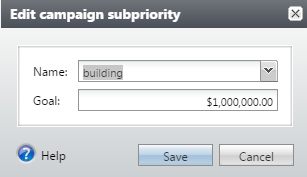 Edit campaign subpriority
Name: building
Goal: $1,000,000.00
Help Save Cancel